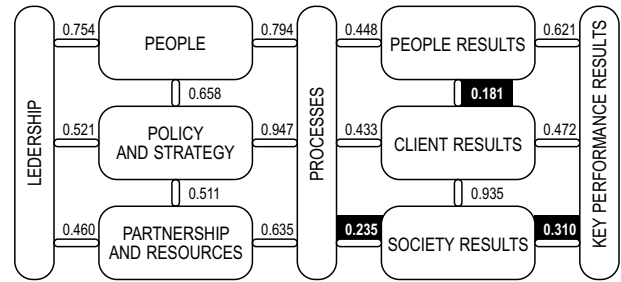 LEDERSHIP
0.754
PEOPLE
0.794
0.658
0.521
POLICY
AND STRATEGY
0.947
0.511
0.460
PARTNERSHIP
AND RESOURCES
0.635
PROCESSES
0.448
PEOPLE RESULTS
0.621
0.181
0.433
CLIENT RESULTS
0.472
0.935
0.235
SOCIETY RESULTS
0.310
KEY PERFORMANCE RESULTS